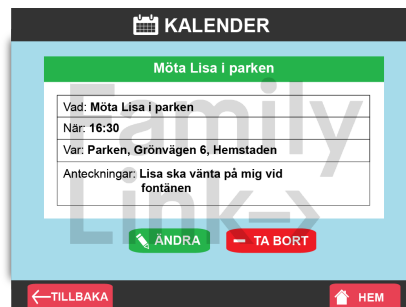 KALENDER
Möta Lisa i parken
Vad: Möta Lisa i parken
När: 16:30
Var: Parken, Grönvägen 6, Hemstaden
Anteckningar: Lisa ska vänta på mig vid
fontänen
Family
Link->
ÄNDRA
TA BORT
TILLBAKA
HEM